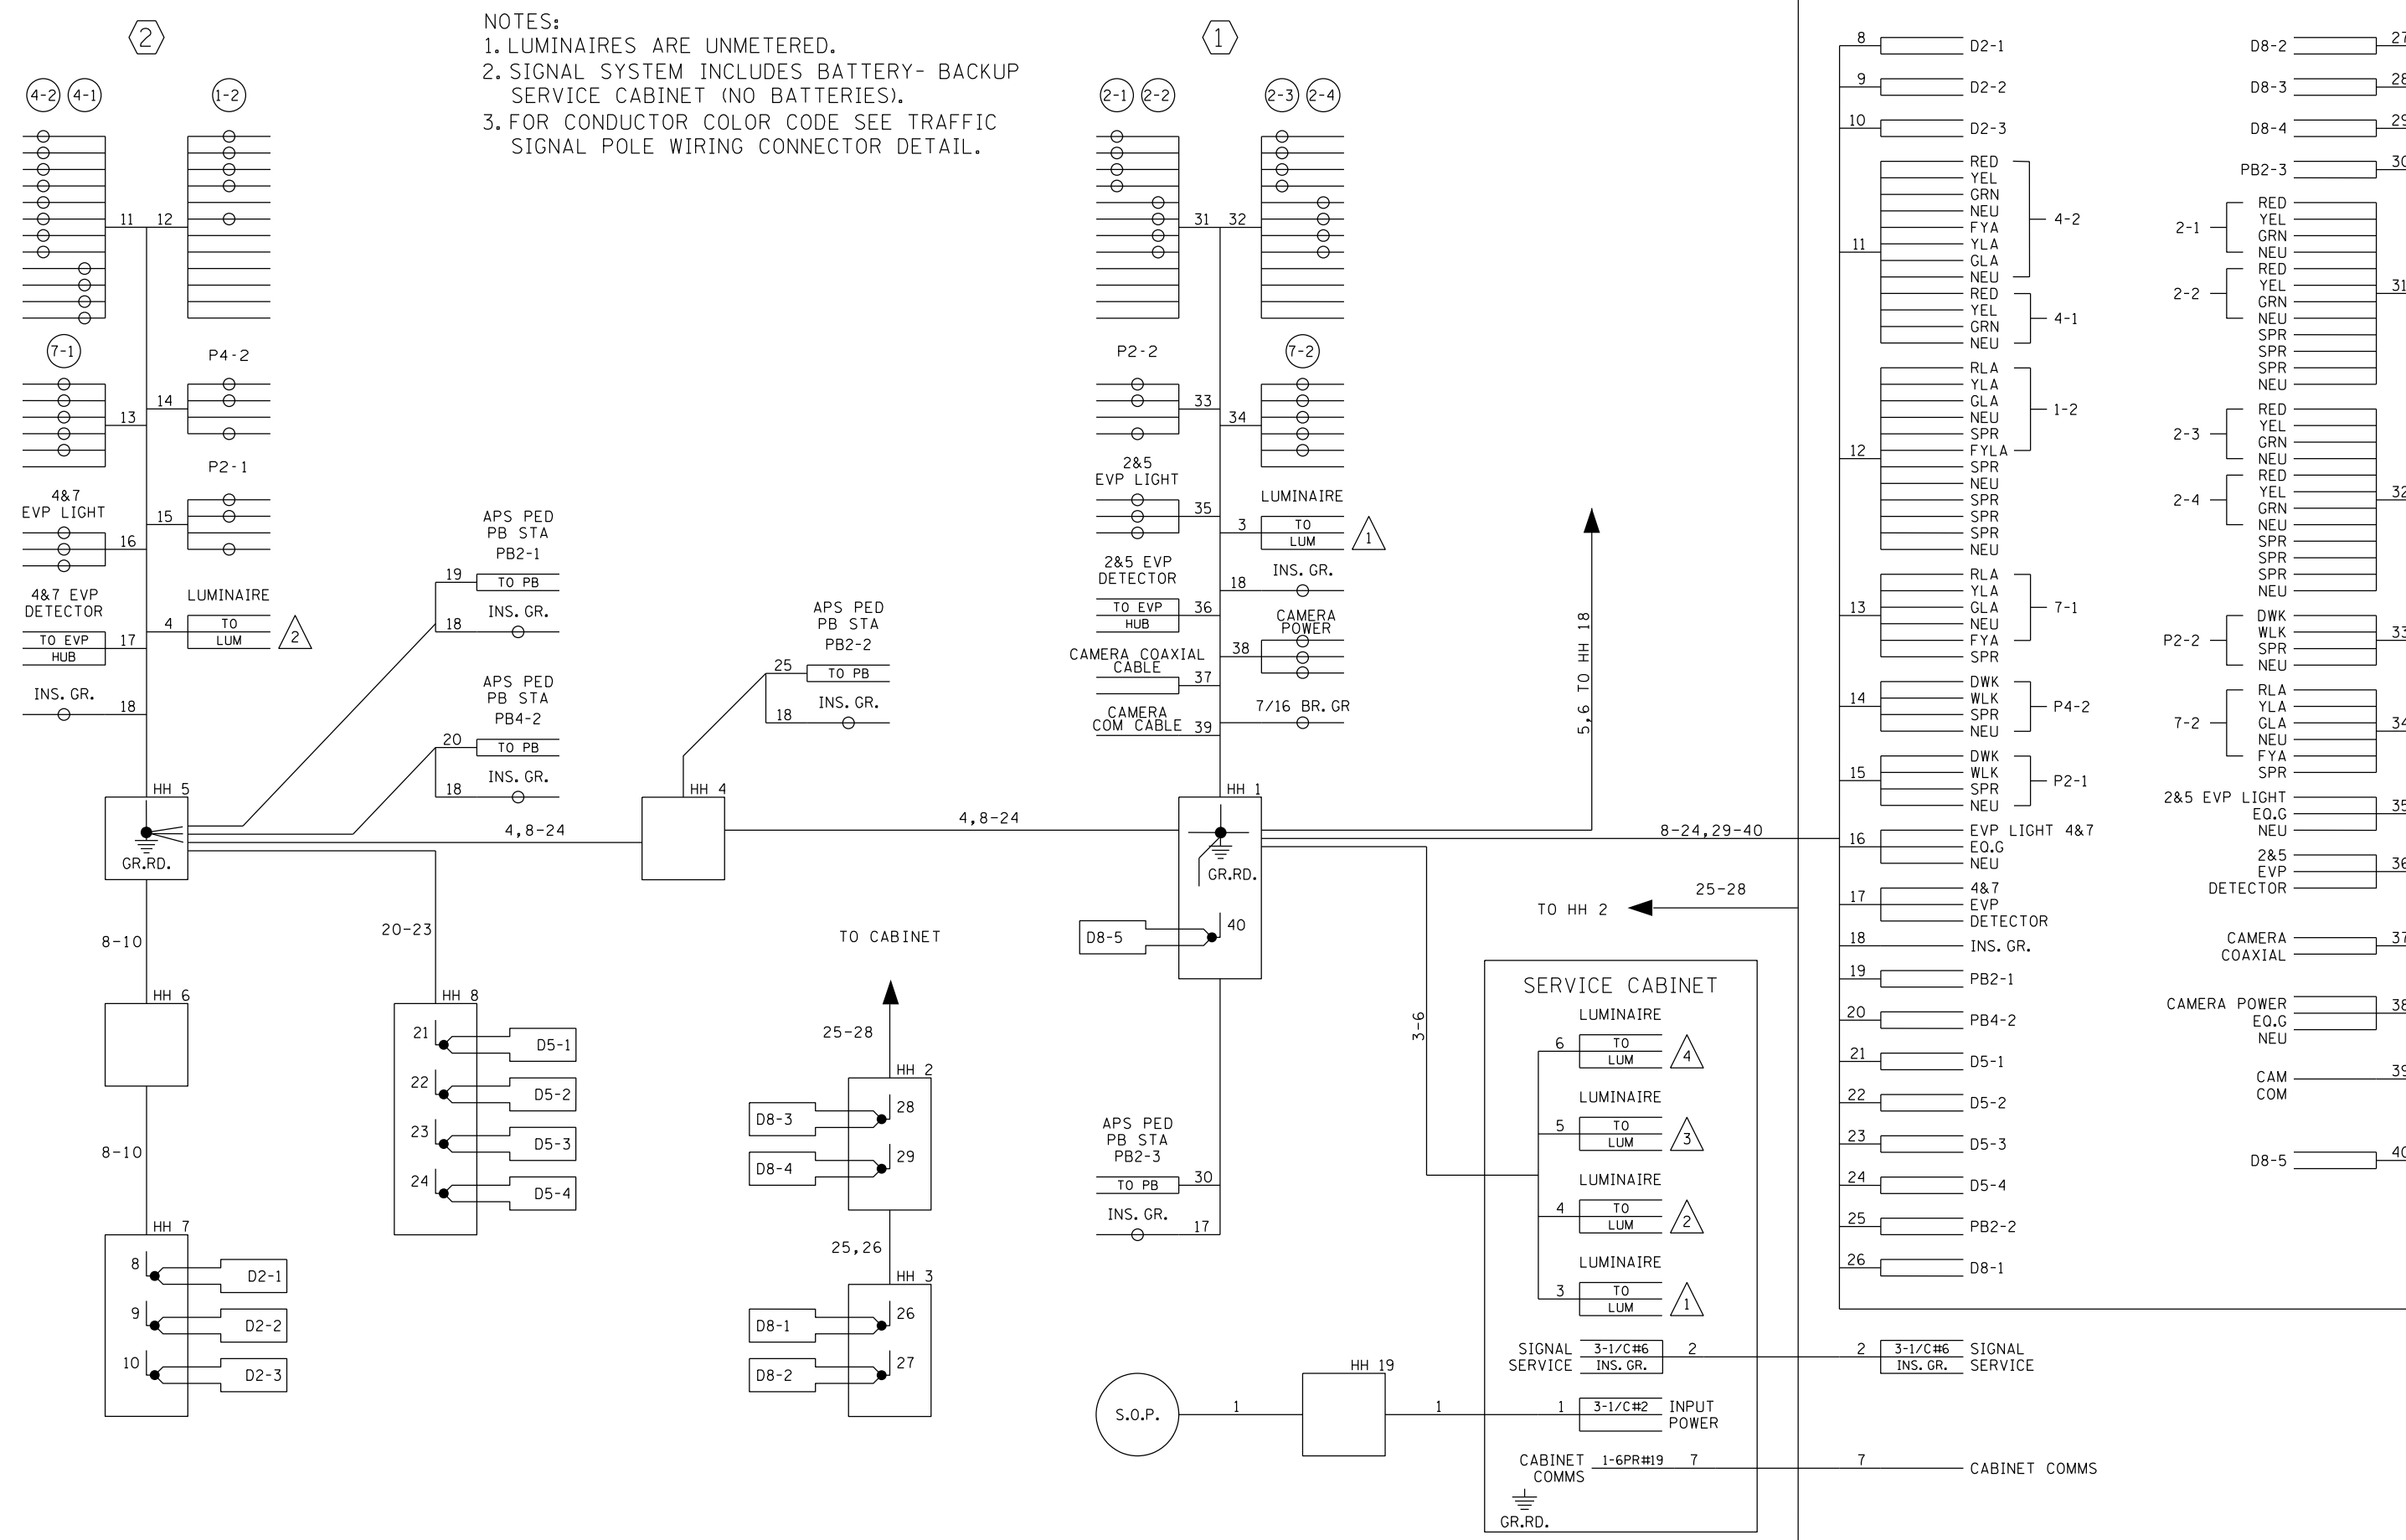 NOTES:
1. LUMINAIRES ARE UNMETERED.
2. SIGNAL SYSTEM INCLUDES BATTERY- BACKUP
SERVICE CABINET (NO BATTERIES).
3. FOR CONDUCTOR COLOR CODE SEE TRAFFIC
SIGNAL POLE WIRING CONNECTOR DETAIL.
2
4-2 4-1 1-2
11 12
7-1
P4-2
14
13
P2-1
4&7
EVP LIGHT
15
16
4&7 EVP
DETECTOR
LUMINAIRE
4 TO
LUM
2
TO EVP 17
HUB
INS. GR.
18
APS PED
PB STA
PB2-1
19 TO PB
INS. GR.
18
APS PED
PB STA
PB4-2
20 TO PB
INS. GR.
18
APS PED
PB STA
PB2-2
25 TO PB
INS. GR.
18
HH 5
GR.RD.
4,8-24
HH 4
4,8-24
8-10
20-23
HH 6
8-10
HH 7
8 D2-1
9 D2-2
10 D2-3
HH 8
21 D5-1
22 D5-2
23 D5-3
24 D5-4
TO CABINET
25-28
HH 2
D8-3 28
D8-4 29
25,26
HH 3
D8-1 26
D8-2 27
1
2-1 2-2 2-3 2-4
31 32
P2-2
7-2
33
34
2&5
EVP LIGHT
35
LUMINAIRE
3 TO
LUM
1
2&5 EVP
DETECTOR
INS. GR.
18
TO EVP 36
HUB
CAMERA
POWER
38
CAMERA COAXIAL
CABLE
37
CAMERA
COM CABLE 39
7/16 BR. GR
HH 1
GR.RD.
D8-5 40
5,6 TO HH 18
8-24,29-40
TO HH 2
25-28
3-6
APS PED
PB STA
PB2-3
TO PB 30
INS. GR.
17
SERVICE CABINET
LUMINAIRE
6 TO
LUM
4
LUMINAIRE
5 TO
LUM
3
LUMINAIRE
4 TO
LUM
2
LUMINAIRE
3 TO
LUM
1
SIGNAL
SERVICE
3-1/C#6
INS. GR.
2
S.O.P.
1
HH 19
1
1 3-1/C#2 INPUT
POWER
CABINET
COMMS
1-6PR#19 7
GR.RD.
8 D2-1
9 D2-2
10 D2-3
RED
YEL
GRN
NEU
FYA
YLA
GLA
NEU
4-2
11
RED
YEL
GRN
NEU
4-1
RLA
YLA
GLA
NEU
SPR
FYLA
1-2
12
SPR
NEU
SPR
SPR
SPR
NEU
RLA
YLA
GLA
NEU
FYA
SPR
7-1
13
DWK
WLK
SPR
NEU
P4-2
14
DWK
WLK
SPR
NEU
P2-1
15
16
EVP LIGHT 4&7
EQ.G
NEU
17
4&7
EVP
DETECTOR
18 INS. GR.
19 PB2-1
20 PB4-2
21 D5-1
22 D5-2
23 D5-3
24 D5-4
25 PB2-2
26 D8-1
2
3-1/C#6 SIGNAL
INS. GR. SERVICE
7 CABINET COMMS
D8-2 27
D8-3 28
D8-4 29
PB2-3 30
2-1
RED
YEL
GRN
NEU
2-2
RED
YEL
GRN
NEU
SPR
SPR
SPR
NEU
31
2-3
RED
YEL
GRN
NEU
2-4
RED
YEL
GRN
NEU
SPR
SPR
SPR
NEU
32
P2-2
DWK
WLK
SPR
NEU
33
7-2
RLA
YLA
GLA
NEU
FYA
SPR
34
2&5 EVP LIGHT
EQ.G
NEU
35
2&5
EVP
DETECTOR
36
CAMERA
COAXIAL
37
CAMERA POWER
EQ.G
NEU
38
CAM
COM
39
D8-5 40